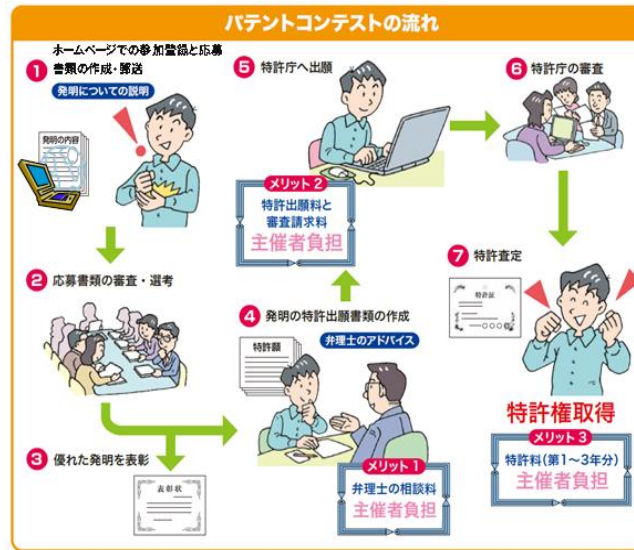 パテントコンテストの流れ
1 ホームページでの参加登録と応募
書類の作成・郵送
発明についての説明
発明の内容
2 応募書類の審査・選考
3 優れた発明を表彰
表彰状
4 発明の特許出願書類の作成
特許願
弁理士のアドバイス
メリット 1
弁理士の相談料
主催者負担
5 特許庁へ出願
メリット 2
特許出願料と
審査請求料
主催者負担
6 特許庁の審査
7 特許査定
特許証
特許権取得
メリット 3
特許料(第1〜3年分)
主催者負担